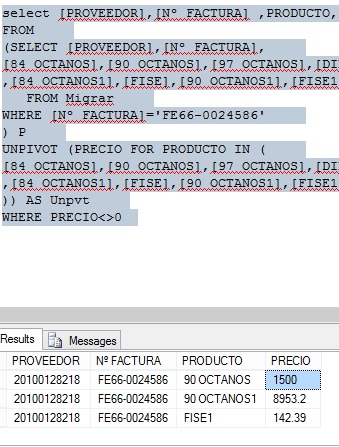 select [PROVEEDOR],[Nº FACTURA] ,PRODUCTO,
FROM
(SELECT [PROVEEDOR],[Nº FACTURA],
[84 OCTANOS],[90 OCTANOS],[97 OCTANOS],[DI
,[84 OCTANOS1],[FISE],[90 OCTANOS1],[FISE1
FROM Migrar
WHERE [Nº FACTURA]='FE66-0024586'
) P
UNPIVOT (PRECIO FOR PRODUCTO IN (
[84 OCTANOS],[90 OCTANOS],[97 OCTANOS],[DI
,[84 OCTANOS1],[FISE],[90 OCTANOS1],[FISE1
)) AS Unpvt
WHERE PRECIO<>0
Results Messages
PROVEEDOR Nº FACTURA PRODUCTO PRECIO
20100128218 FE66-0024586 90 OCTANOS 1500
20100128218 FE66-0024586 90 OCTANOS1 8953.2
20100128218 FE66-0024586 FISE1 142.39